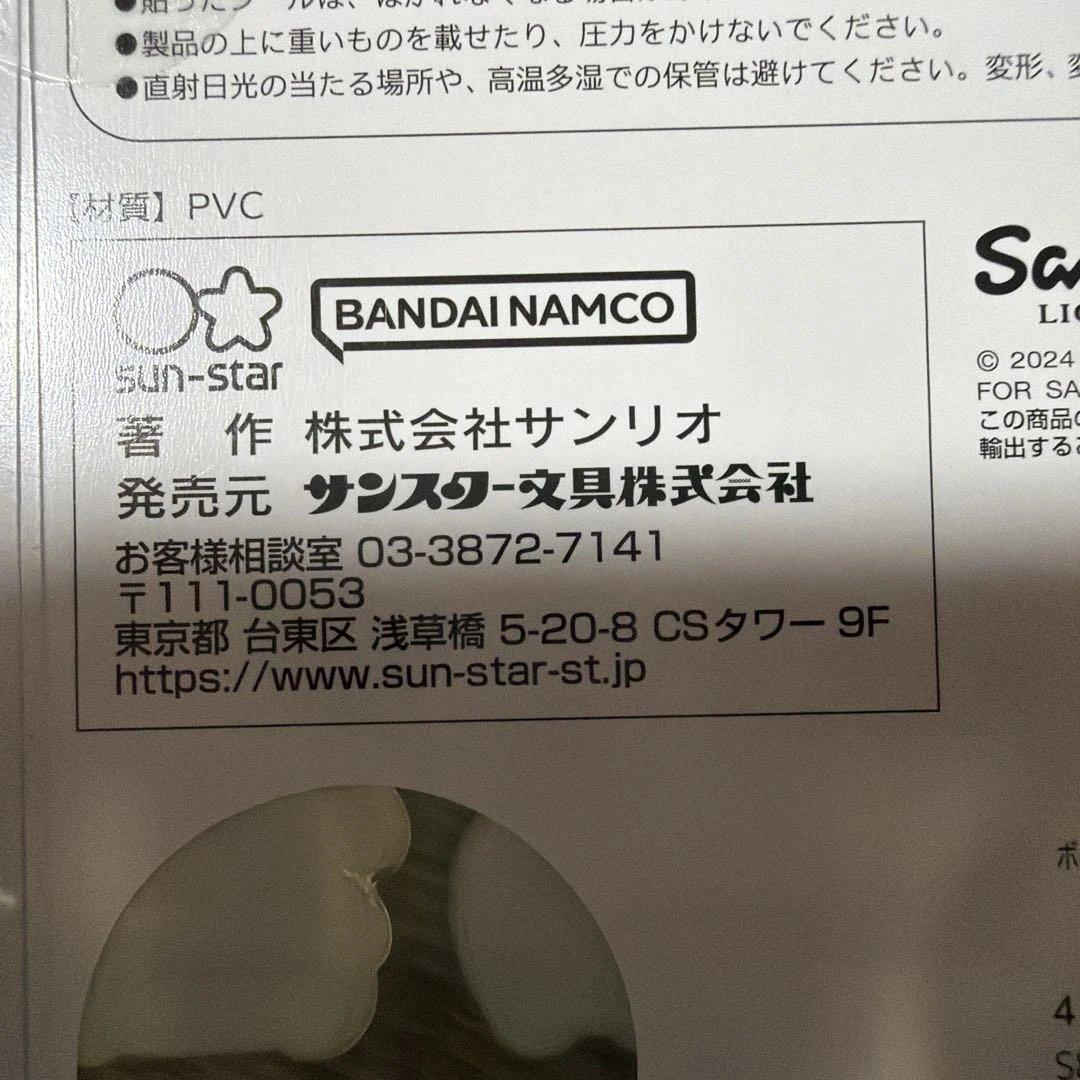 ●製品の上に重いものを載せたり、圧力をかけないでください。
●直射日光の当たる場所や、高温多湿での保管は避けてください。変形、
【材質】PVC
sun-star
BANDAI NAMCO
著 作 株式会社サンリオ
発売元 サンスター文具株式会社
お客様相談室 03-3872-7141
〒111-0053
東京都 台東区 浅草橋 5-20-8 CSタワー 9F
https://www.sun-star-st.jp
© 2024
FOR
この商品
輸出する
4